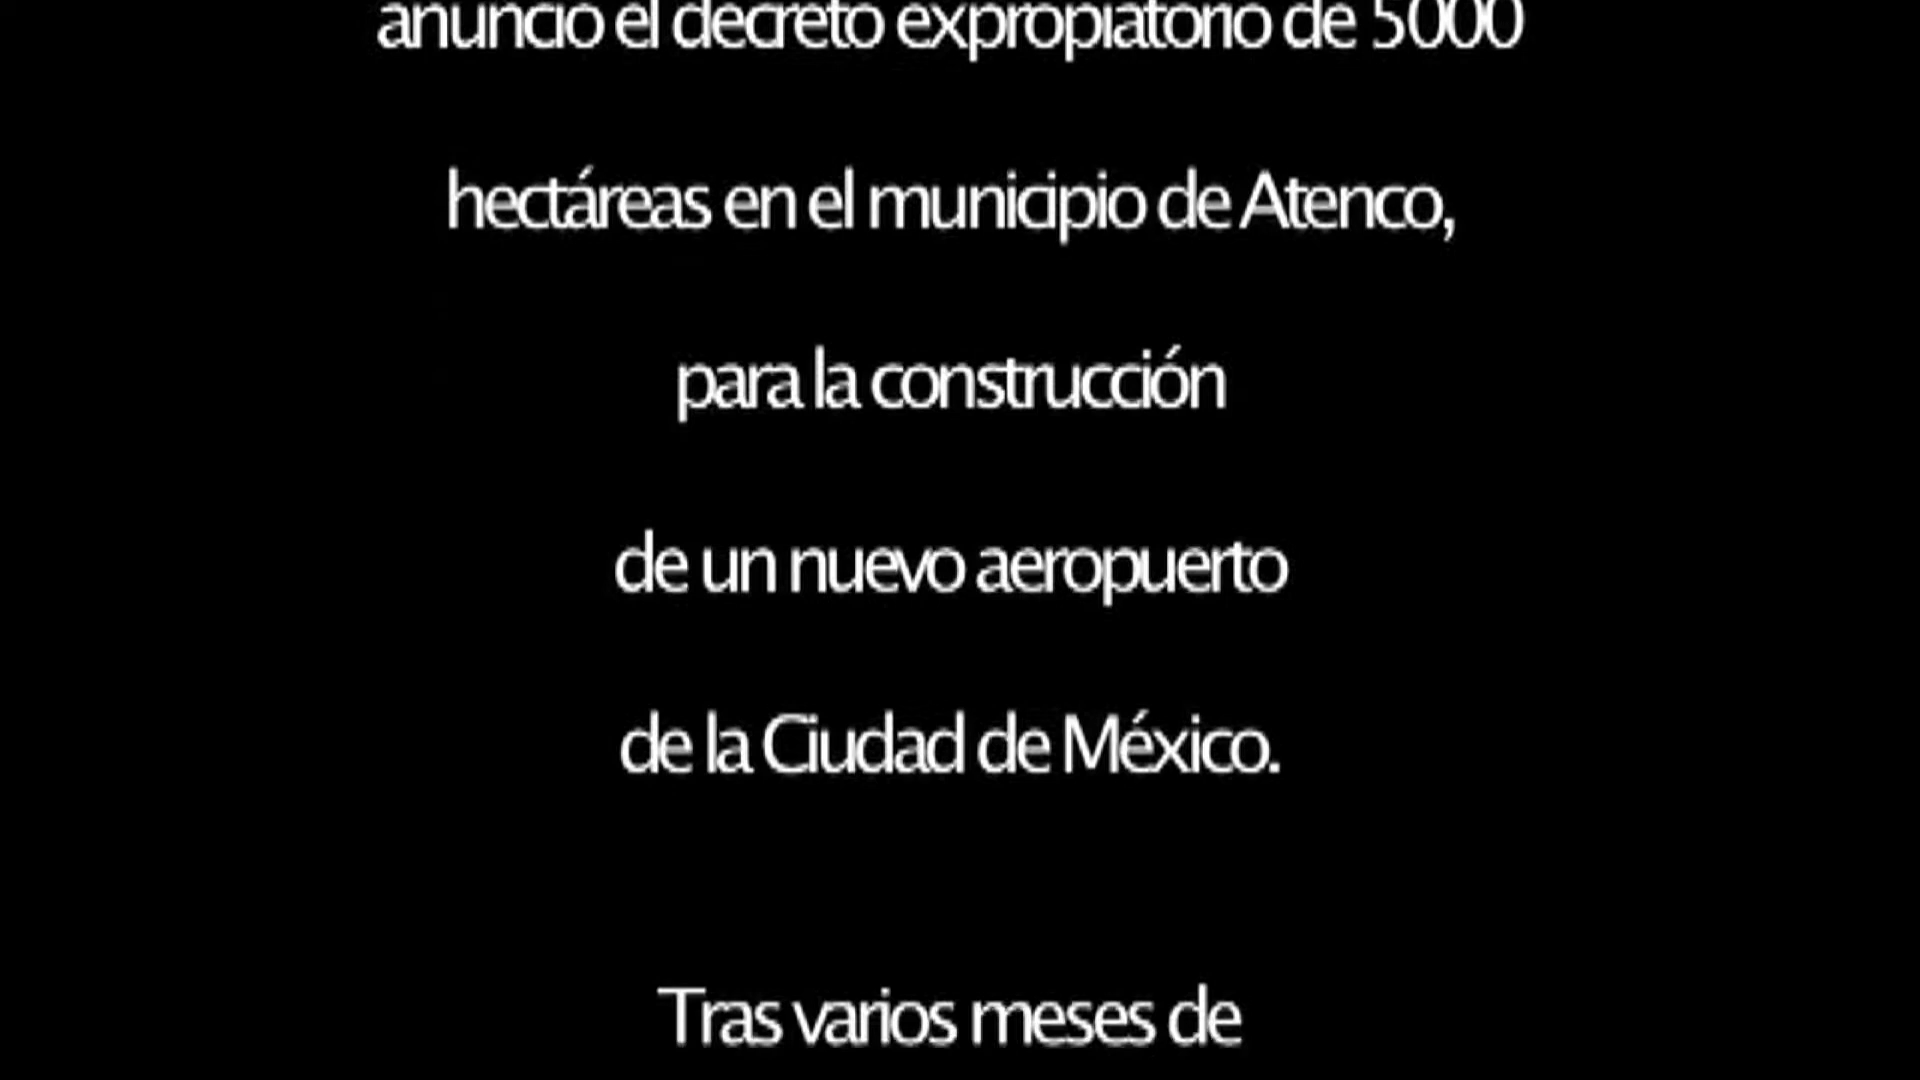 anunció el decreto expropiatorio de 5000
hectáreas en el municipio de Atenco,
para la construcción
de un nuevo aeropuerto
de la Ciudad de México.
Tras varios meses de